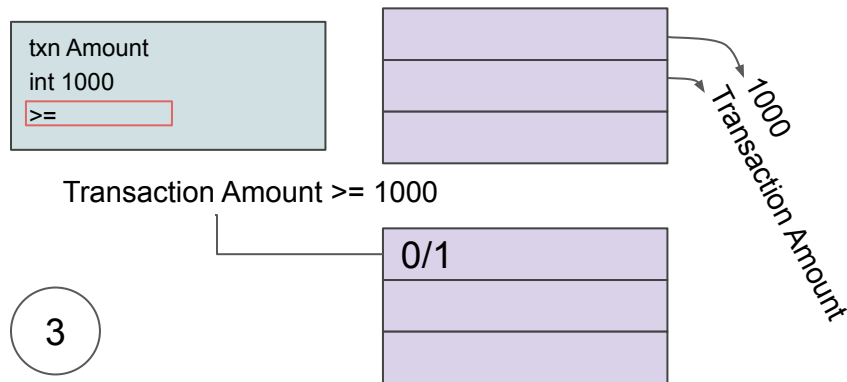 txn Amount
int 1000
>=
1000
Transaction Amount
Transaction Amount >= 1000
0/1
3